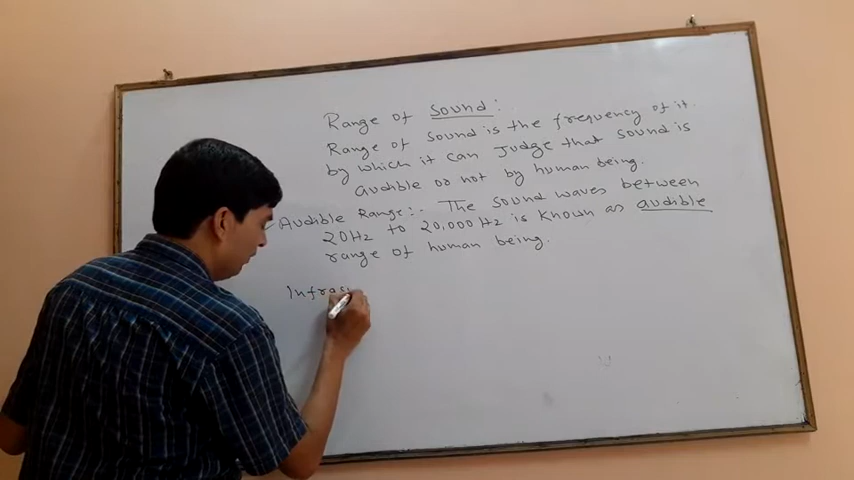 Range of sound:
Range of sound is the frequency of it.
by which it can judge that sound is
audible or not by human being.
Audible Range:- The sound waves between
20Hz to 20,000Hz is known as audible
range of human being.
Infras